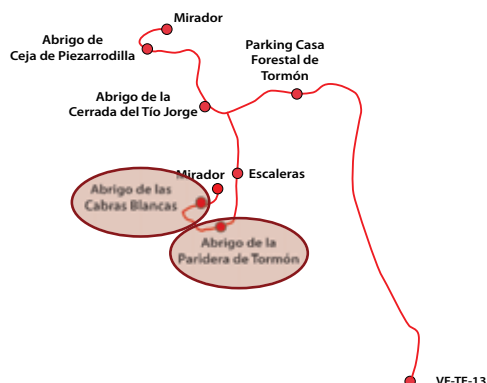 Mirador
Abrigo de
Ceja de Piezarrodilla
Parking Casa
Forestal de
Tormón
Abrigo de la
Cerrada del Tío Jorge
Mirador
Escaleras
Abrigo de las
Cabras Blancas
Abrigo de la
Paridera de Tormón
VF-TE-13